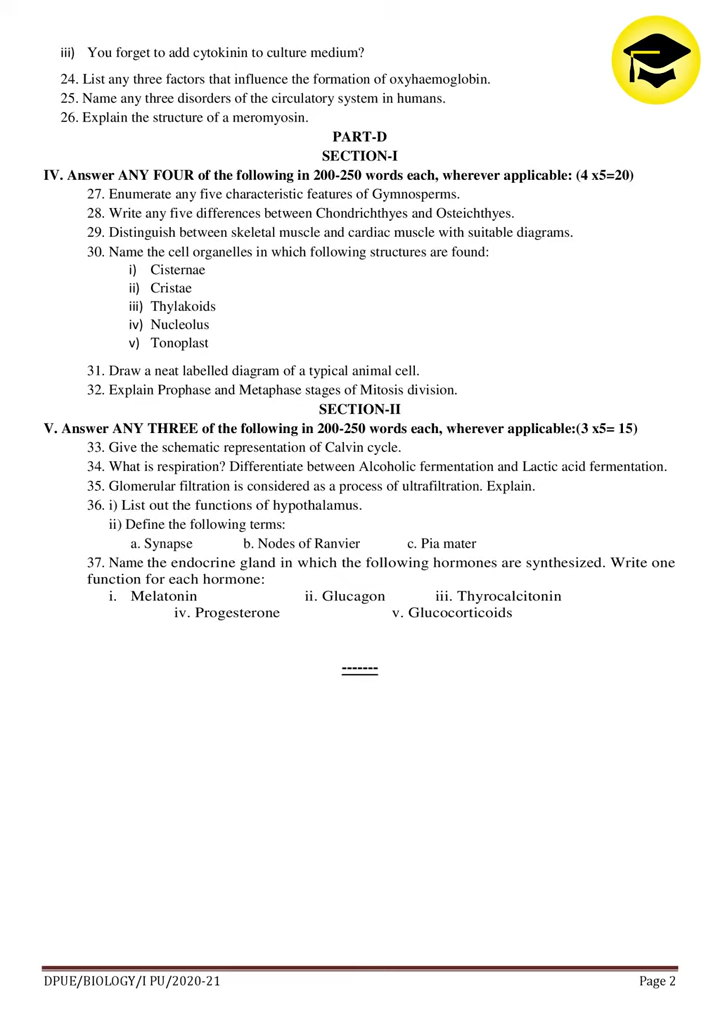 iii) You forget to add cytokinin to culture medium?
24. List any three factors that influence the formation of oxyhaemoglobin.
25. Name any three disorders of the circulatory system in humans.
26. Explain the structure of a meromyosin.
PART-D
SECTION-I
IV. Answer ANY FOUR of the following in 200-250 words each, wherever applicable: (4 x5=20)
27. Enumerate any five characteristic features of Gymnosperms.
28. Write any five differences between Chondrichthyes and Osteichthyes.
29. Distinguish between skeletal muscle and cardiac muscle with suitable diagrams.
30. Name the cell organelles in which following structures are found:
i) Cisternae
ii) Cristae
iii) Thylakoids
iv) Nucleolus
v) Tonoplast
31. Draw a neat labelled diagram of a typical animal cell.
32. Explain Prophase and Metaphase stages of Mitosis division.
SECTION-II
V. Answer ANY THREE of the following in 200-250 words each, wherever applicable:(3 x5= 15)
33. Give the schematic representation of Calvin cycle.
34. What is respiration? Differentiate between Alcoholic fermentation and Lactic acid fermentation.
35. Glomerular filtration is considered as a process of ultrafiltration. Explain.
36. i) List out the functions of hypothalamus.
ii) Define the following terms:
a. Synapse b. Nodes of Ranvier c. Pia mater
37. Name the endocrine gland in which the following hormones are synthesized. Write one
function for each hormone:
i. Melatonin ii. Glucagon iii. Thyrocalcitonin
iv. Progesterone v. Glucocorticoids
-------
DPUE/BIOLOGY/I PU/2020-21 Page 2